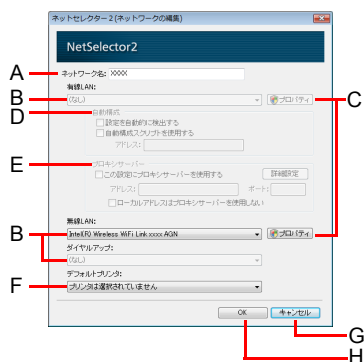 ネットセレクター2 (ネットワークの編集)
NetSelector2
A
ネットワーク名: XXXX
有線LAN:
B
(なし)
プロパティ
C
D
自動構成
設定を自動的に検出する
自動構成スクリプトを使用する
アドレス:
E
プロキシサーバー
この設定にプロキシサーバーを使用する
詳細設定
アドレス:
ポート:
ローカルアドレスはプロキシサーバーを使用しない
無線LAN:
B
Intel(R) Wireless WiFi Link xxxx AGN
プロパティ
ダイヤルアップ:
(なし)
デフォルトプリンタ:
F
プリンタは選択されていません
OK
キャンセル
G
H